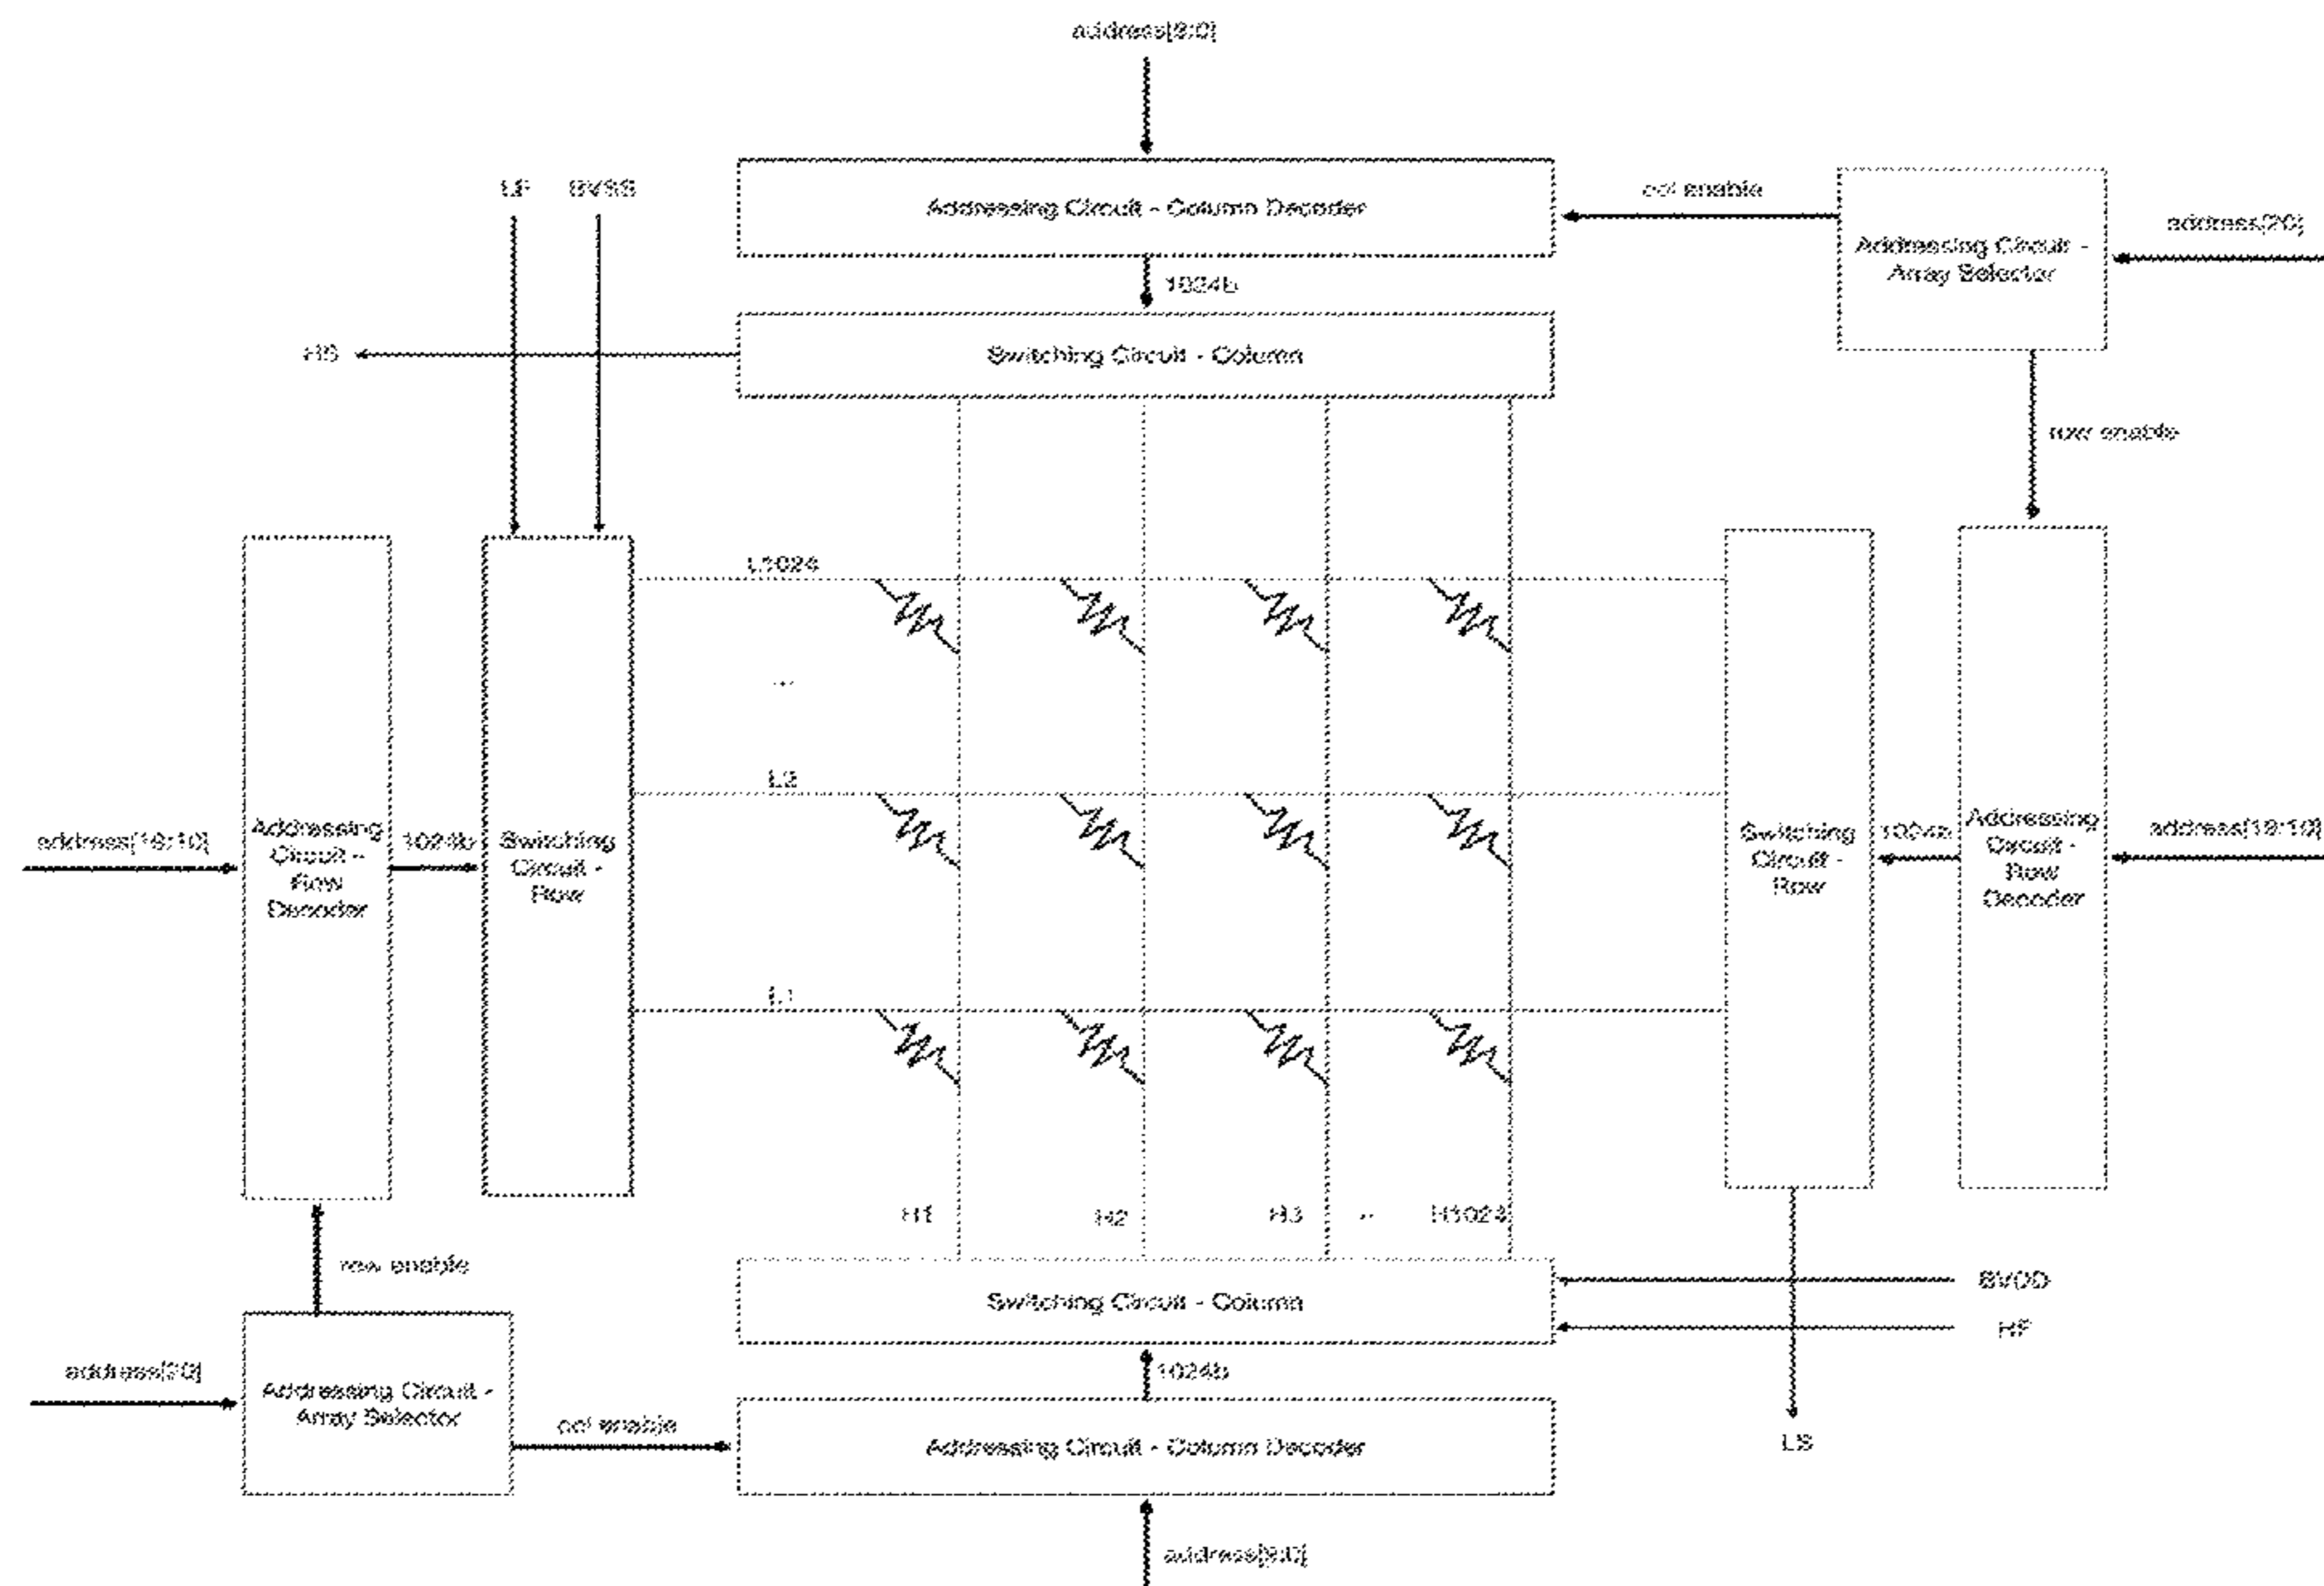 address[9:0]
LF
BVSS
Addressing Circuit - Column Decoder
col enable
address[20]
Addressing Circuit -
Array Selector
1024b
HS
Switching Circuit - Column
row enable
L1024
...
L2
address[19:10]
Addressing
Circuit -
Row
Decoder
1024b
Switching
Circuit -
Row
Switching
Circuit -
Row
1024b
Addressing
Circuit -
Row
Decoder
address[19:10]
L1
H1
H2
H3
..
H1024
row enable
BVDD
Switching Circuit - Column
HF
address[20]
Addressing Circuit -
Array Selector
1024b
col enable
Addressing Circuit - Column Decoder
LS
address[9:0]